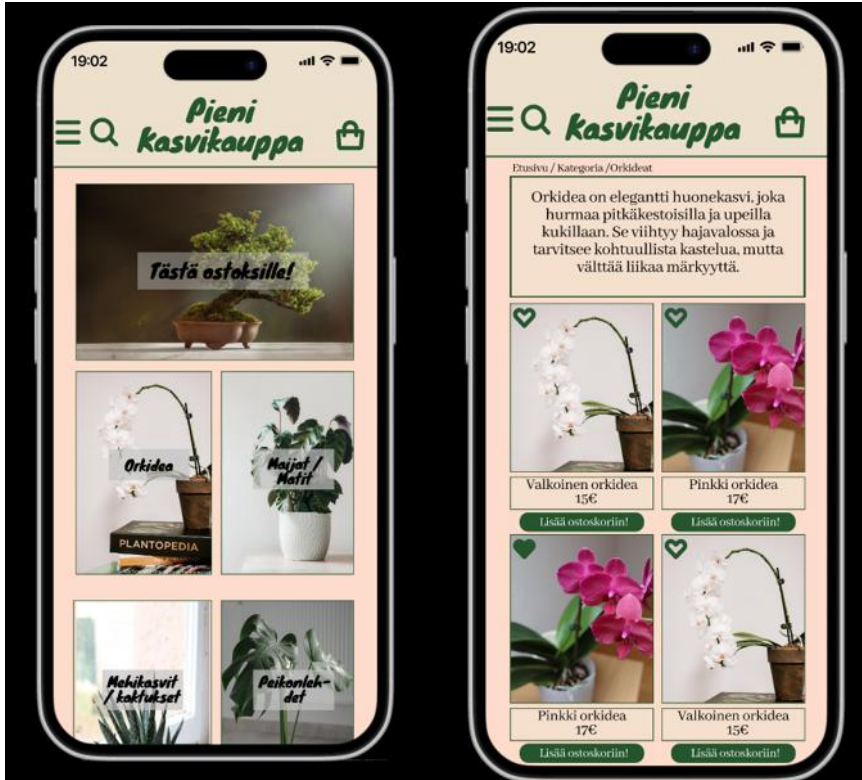 19:02
Pieni
Kasvikauppa
Tästä ostoksille!
Orkidea
Maijat /
Matit
PLANTOPEDIA
Mehikasvit
/ kaktukset
Peikonleh-
det
19:02
Pieni
Kasvikauppa
Etusivu / Kategoria /Orkideat
Orkidea on elegantti huonekasvi, joka
hurmaa pitkäkestoisilla ja upeilla
kukillaan. Se viihtyy hajavalossa ja
tarvitsee kohtuullista kastelua, mutta
välttää liikaa märkyyttä.
Valkoinen orkidea
15€
Pinkki orkidea
17€
Lisää ostoskoriin!
Lisää ostoskoriin!
Pinkki orkidea
17€
Valkoinen orkidea
15€
Lisää ostoskoriin!
Lisää ostoskoriin!